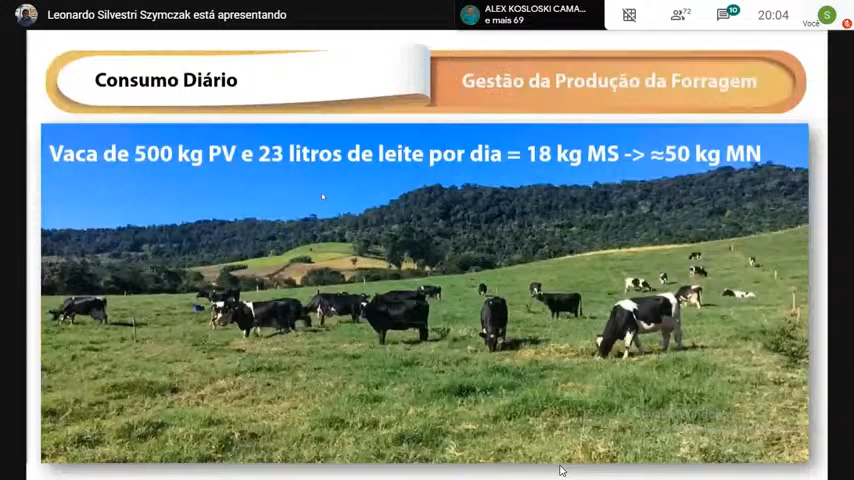 Leonardo Silvestri Szymczak está apresentando
ALEX KOSLOSKI CAMA...
e mais 69
72
10
20:04
Você
S
Consumo Diário
Gestão da Produção da Forragem
Vaca de 500 kg PV e 23 litros de leite por dia = 18 kg MS -> ≈50 kg MN